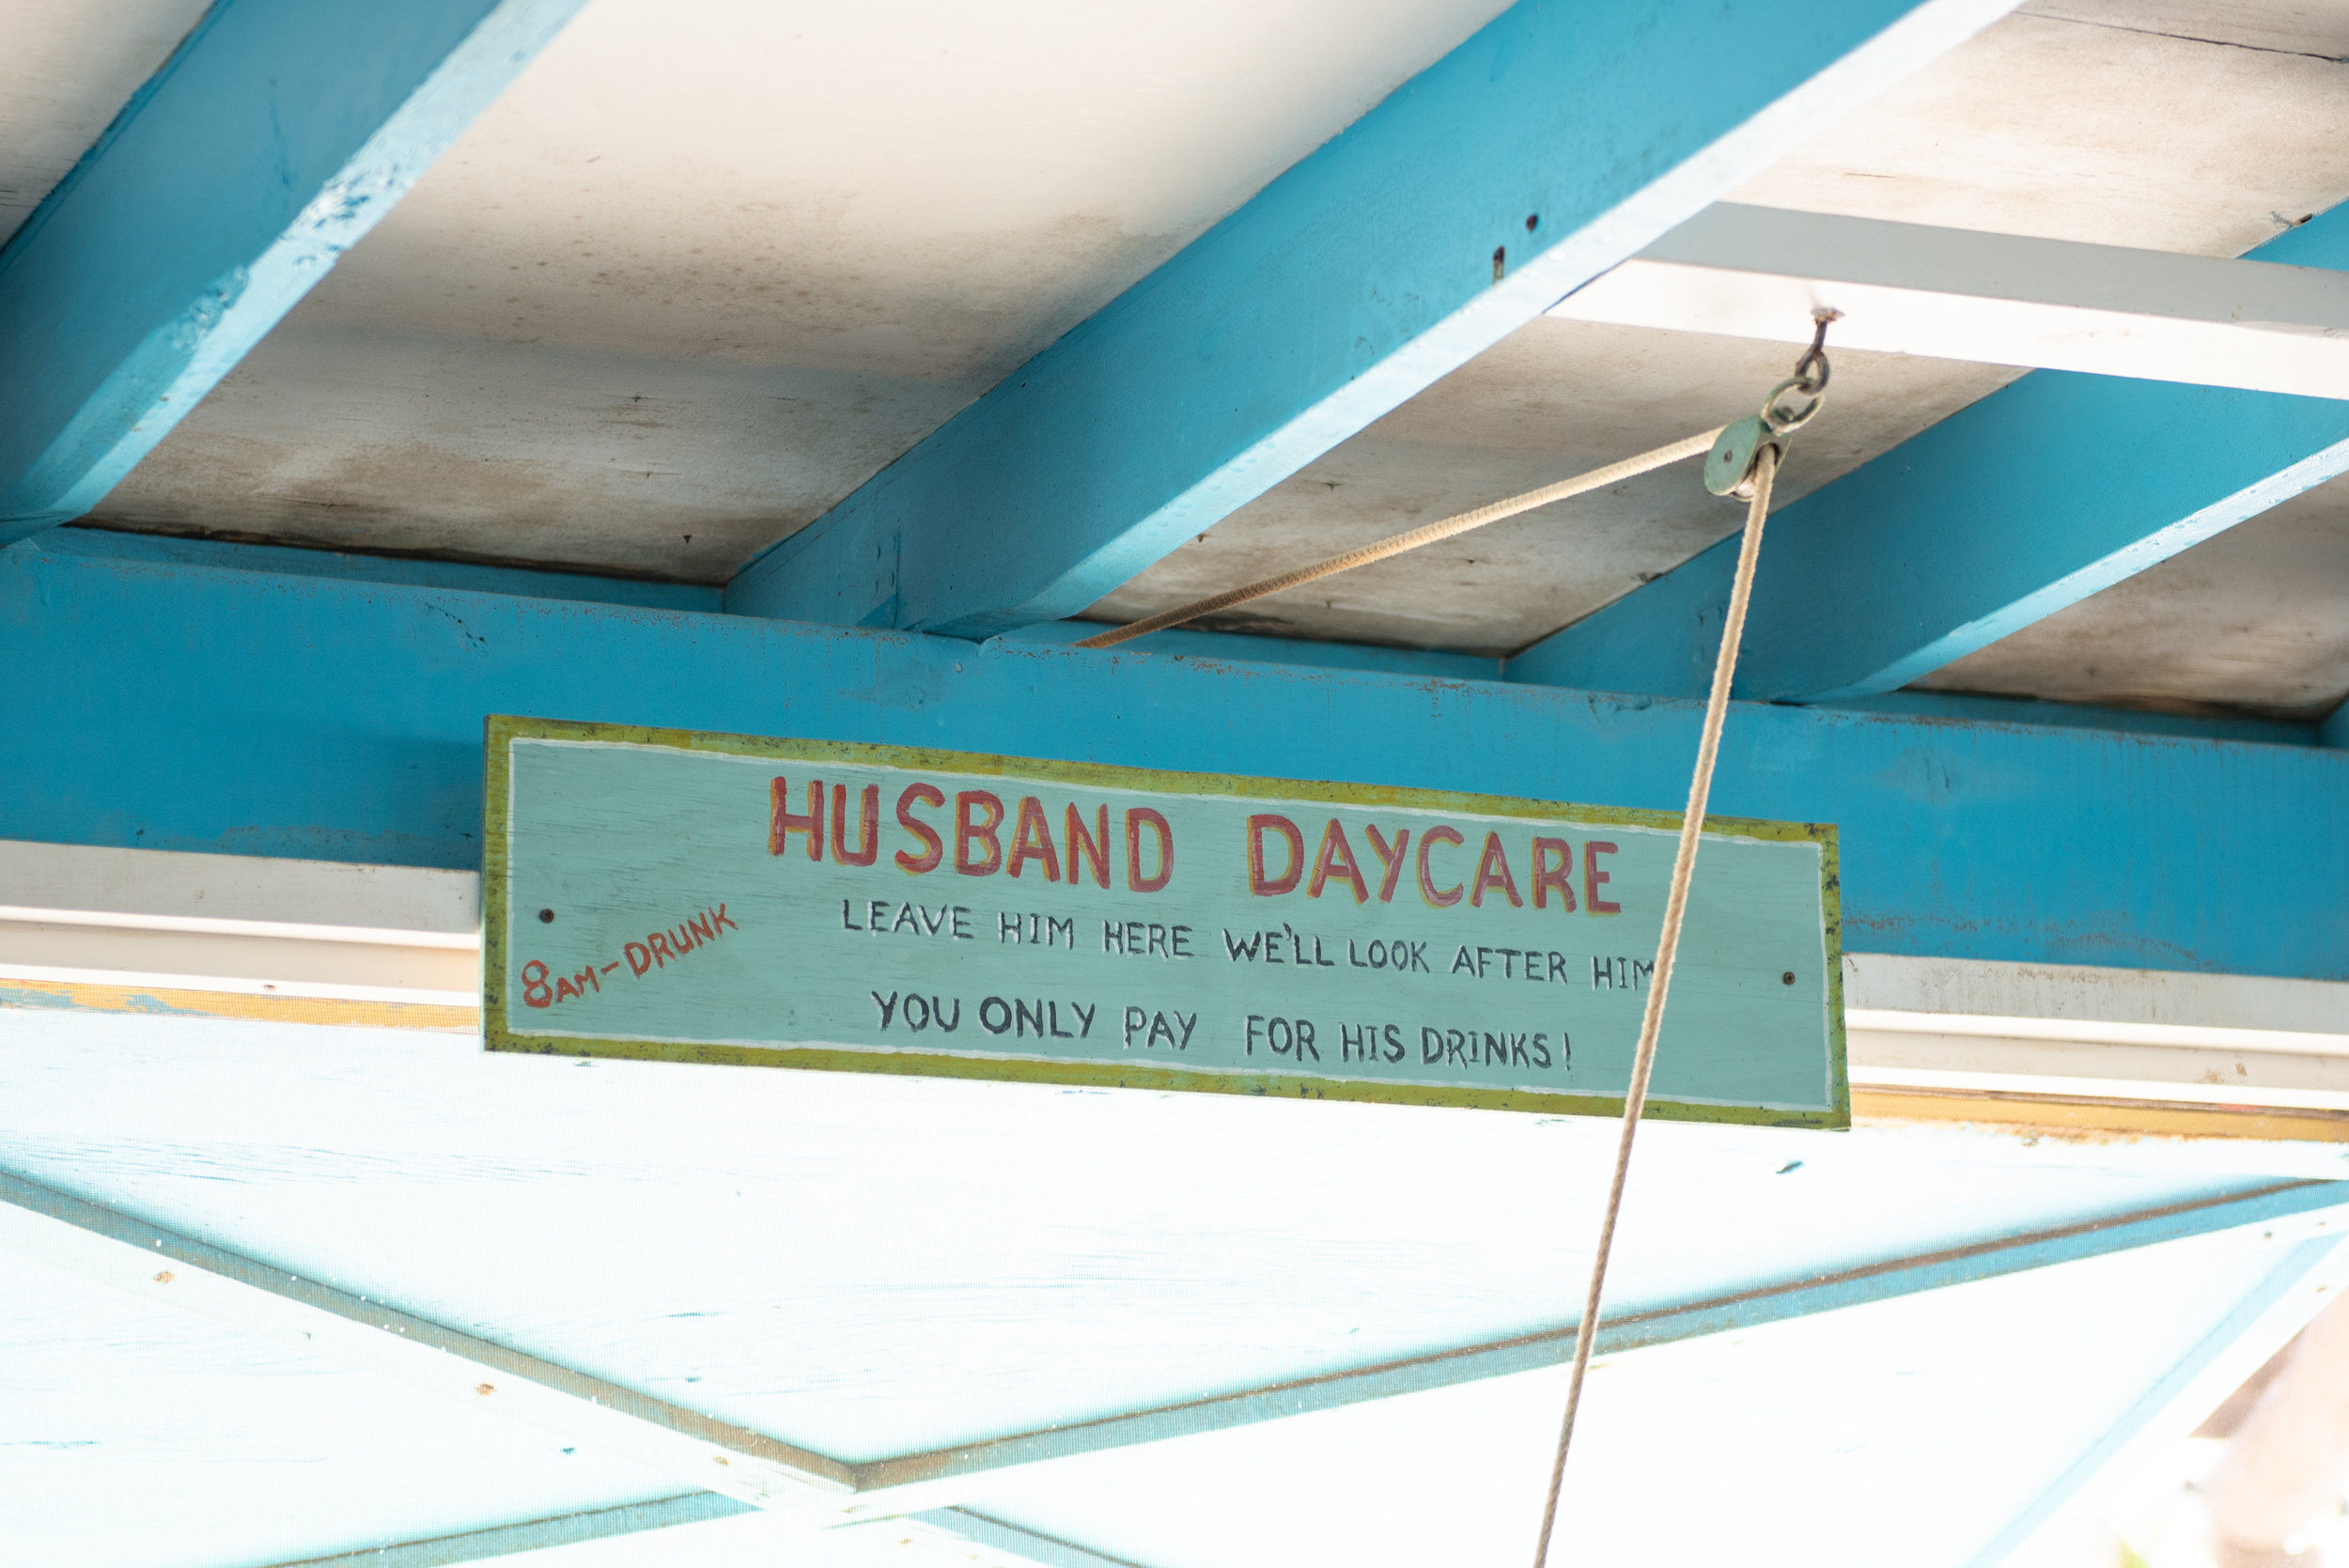 HUSBAND DAYCARE
LEAVE HIM HERE WE'LL LOOK AFTER HIM
8AM-DRUNK
YOU ONLY PAY FOR HIS DRINKS!